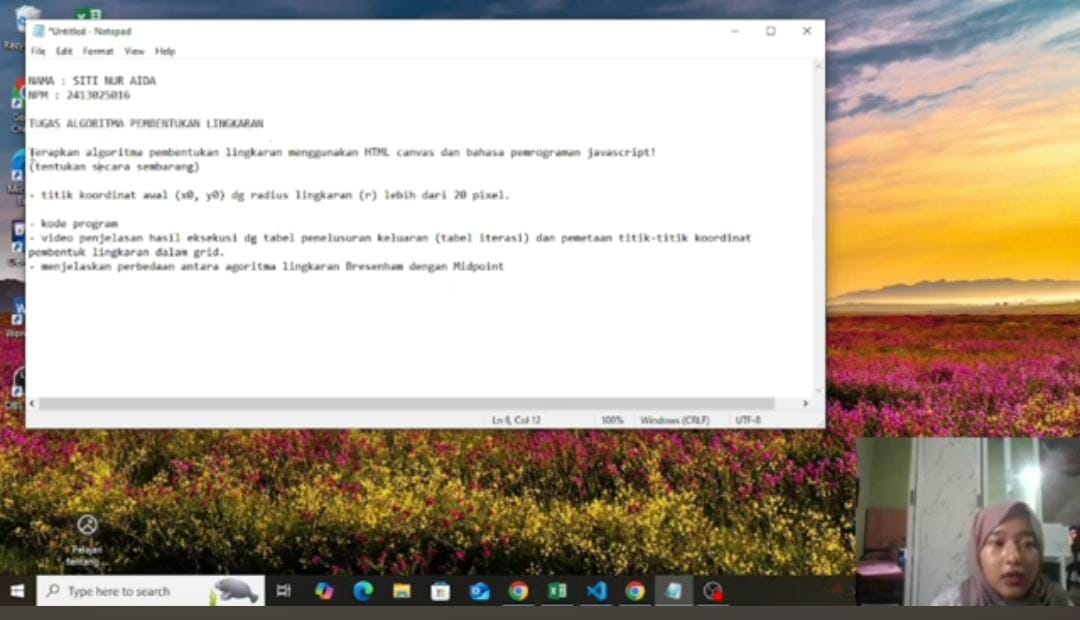 *Untitled - Notepad
File Edit Format View Help
NAMA : SITI NUR AIDA
NPM : 2413025016
TUGAS ALGORITMA PEMBENTUKAN LINGKARAN
Terapkan algoritma pembentukan lingkaran menggunakan HTML canvas dan bahasa pemrograman javascript!
(tentukan secara sembarang)
- titik koordinat awal (x0, y0) dg radius lingkaran (r) lebih dari 20 pixel.
- kode program
- video penjelasan hasil eksekusi dg tabel penelusuran keluaran (tabel iterasi) dan pemetaan titik-titik koordinat
pembentuk lingkaran dalam grid.
- menjelaskan perbedaan antara agoritma lingkaran Bresenham dengan Midpoint
100% Windows (CRLF) UTF-8
Pelajari
tentang
Type here to search